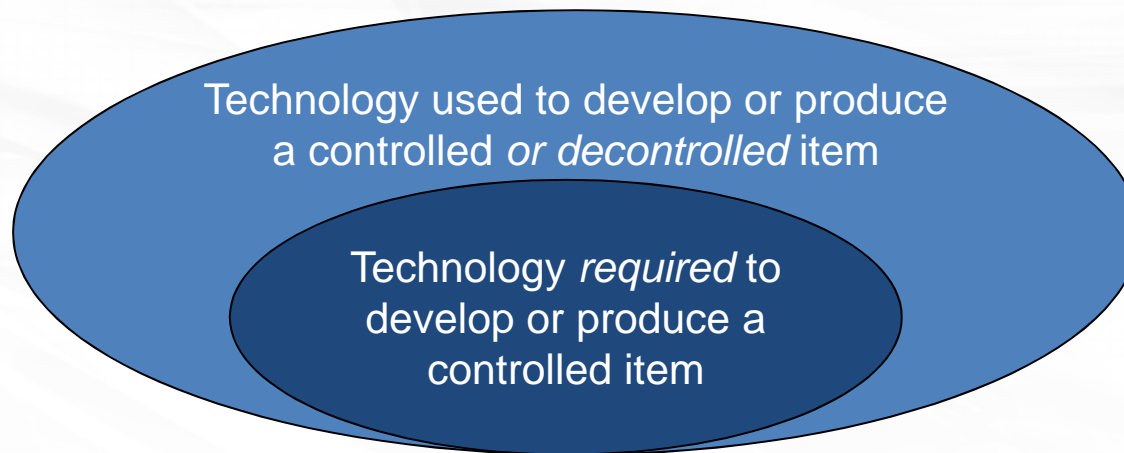 Technology used to develop or produce
a controlled or decontrolled item
Technology required to
develop or produce a
controlled item